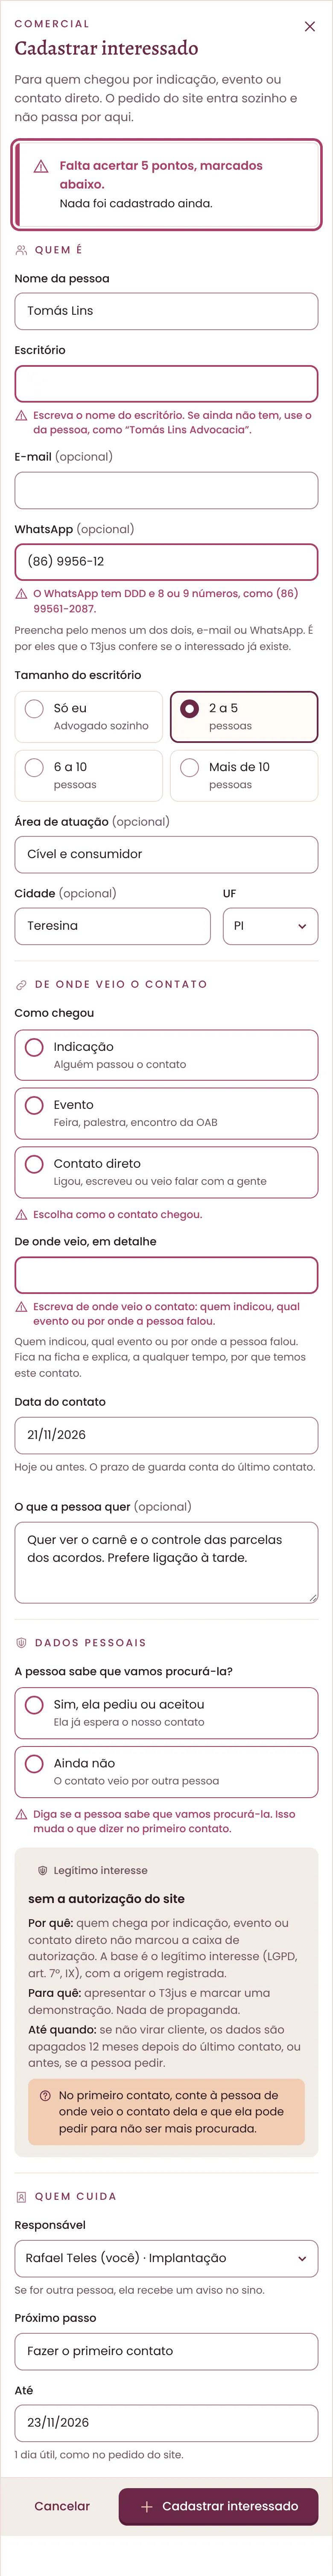 COMERCIAL
Cadastrar interessado
Para quem chegou por indicação, evento ou
contato direto. O pedido do site entra sozinho e
não passa por aqui.
Falta acertar 5 pontos, marcados
abaixo.
Nada foi cadastrado ainda.
QUEM É
Nome da pessoa
Tomás Lins
Escritório
Escreva o nome do escritório. Se ainda não tem, use o
da pessoa, como “Tomás Lins Advocacia”.
E-mail (opcional)
WhatsApp (opcional)
(86) 9956-12
O WhatsApp tem DDD e 8 ou 9 números, como (86)
99561-2087.
Preencha pelo menos um dos dois, e-mail ou WhatsApp. É
por eles que o T3jus confere se o interessado já existe.
Tamanho do escritório
Só eu
Advogado sozinho
2 a 5
pessoas
6 a 10
pessoas
Mais de 10
pessoas
Área de atuação (opcional)
Cível e consumidor
Cidade (opcional)
UF
Teresina
PI
DE ONDE VEIO O CONTATO
Como chegou
Indicação
Alguém passou o contato
Evento
Feira, palestra, encontro da OAB
Contato direto
Ligou, escreveu ou veio falar com a gente
Escolha como o contato chegou.
De onde veio, em detalhe
Escreva de onde veio o contato: quem indicou, qual
evento ou por onde a pessoa falou.
Quem indicou, qual evento ou por onde a pessoa falou.
Fica na ficha e explica, a qualquer tempo, por que temos
este contato.
Data do contato
21/11/2026
Hoje ou antes. O prazo de guarda conta do último contato.
O que a pessoa quer (opcional)
Quer ver o carnê e o controle das parcelas
dos acordos. Prefere ligação à tarde.
DADOS PESSOAIS
A pessoa sabe que vamos procurá-la?
Sim, ela pediu ou aceitou
Ela já espera o nosso contato
Ainda não
O contato veio por outra pessoa
Diga se a pessoa sabe que vamos procurá-la. Isso
muda o que dizer no primeiro contato.
Legítimo interesse
sem a autorização do site
Por quê: quem chega por indicação, evento ou
contato direto não marcou a caixa de
autorização. A base é o legítimo interesse (LGPD,
art. 7º, IX), com a origem registrada.
Para quê: apresentar o T3jus e marcar uma
demonstração. Nada de propaganda.
Até quando: se não virar cliente, os dados são
apagados 12 meses depois do último contato, ou
antes, se a pessoa pedir.
No primeiro contato, conte à pessoa de
onde veio o contato dela e que ela pode
pedir para não ser mais procurada.
QUEM CUIDA
Responsável
Rafael Teles (você) · Implantação
Se for outra pessoa, ela recebe um aviso no sino.
Próximo passo
Fazer o primeiro contato
Até
23/11/2026
1 dia útil, como no pedido do site.
Cancelar
Cadastrar interessado